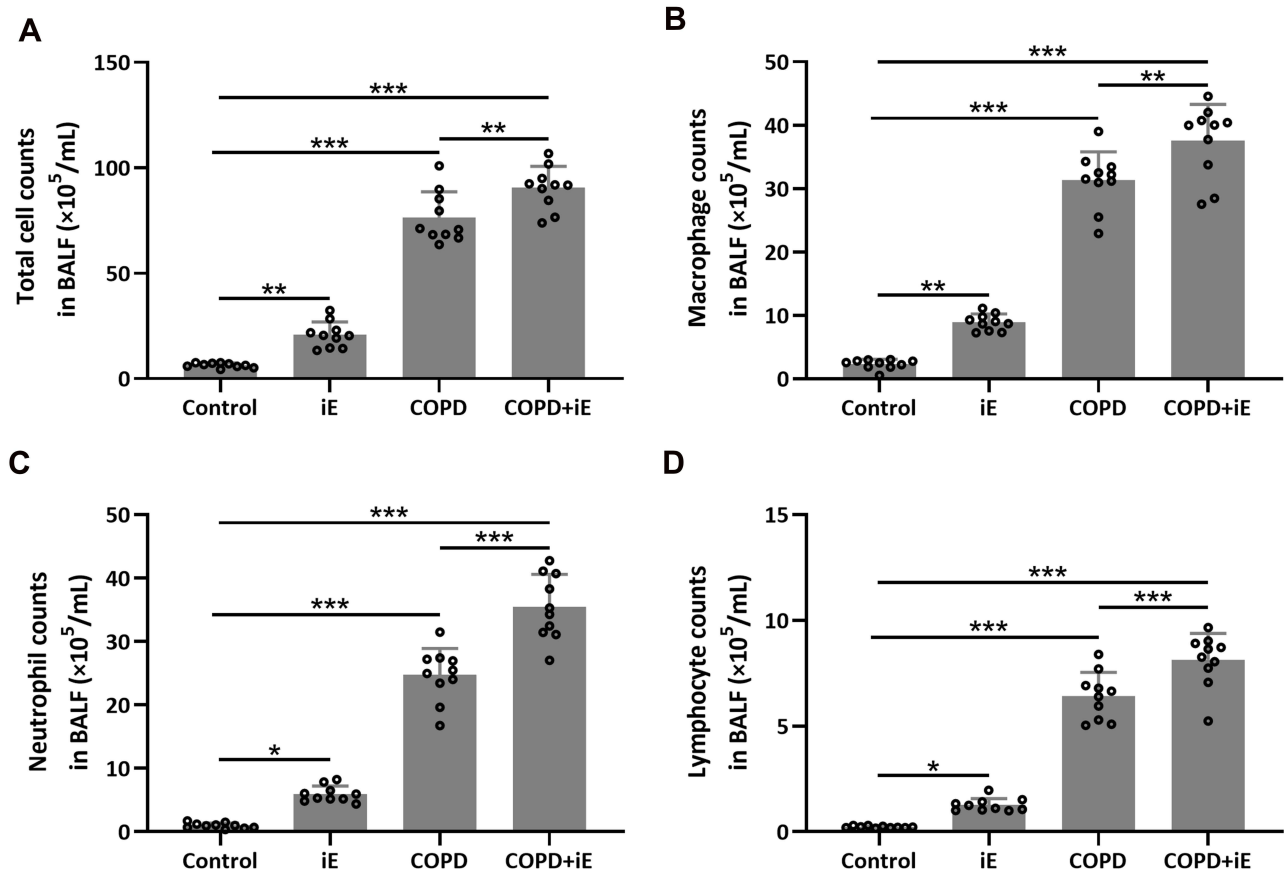 A
Total cell counts
in BALF (×10⁵/mL)
150
100
50
0
***
***
**
**
Control
iE
COPD
COPD+iE
B
Macrophage counts
in BALF (×10⁵/mL)
50
40
30
20
10
0
***
**
***
**
Control
iE
COPD
COPD+iE
C
Neutrophil counts
in BALF (×10⁵/mL)
50
40
30
20
10
0
***
***
***
*
Control
iE
COPD
COPD+iE
D
Lymphocyte counts
in BALF (×10⁵/mL)
15
10
5
0
***
***
***
*
Control
iE
COPD
COPD+iE